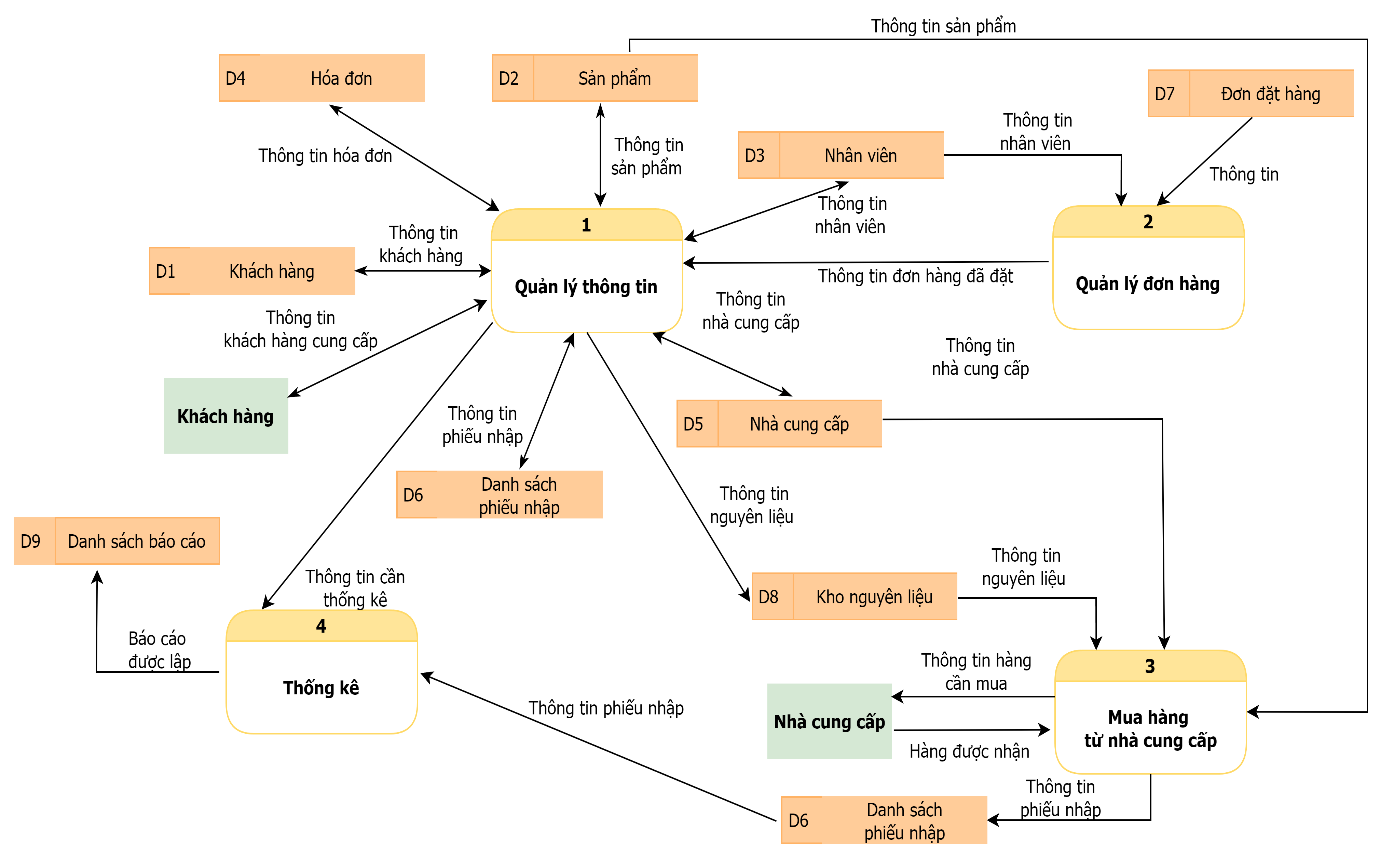 Thông tin sản phẩm
D4 Hóa đơn
D2 Sản phẩm
D7 Đơn đặt hàng
Thông tin hóa đơn
Thông tin
sản phẩm
D3 Nhân viên
Thông tin
nhân viên
Thông tin
Thông tin
nhân viên
1
Quản lý thông tin
2
Quản lý đơn hàng
Thông tin
khách hàng
D1 Khách hàng
Thông tin đơn hàng đã đặt
Thông tin
khách hàng cung cấp
Thông tin
nhà cung cấp
Thông tin
nhà cung cấp
Khách hàng
Thông tin
phiếu nhập
D5 Nhà cung cấp
D6 Danh sách
phiếu nhập
Thông tin
nguyên liệu
D9 Danh sách báo cáo
Thông tin cần
thống kê
D8 Kho nguyên liệu
Thông tin
nguyên liệu
4
Thống kê
Báo cáo
được lập
3
Mua hàng
từ nhà cung cấp
Thông tin hàng
cần mua
Nhà cung cấp
Hàng được nhận
Thông tin phiếu nhập
Thông tin
phiếu nhập
D6 Danh sách
phiếu nhập